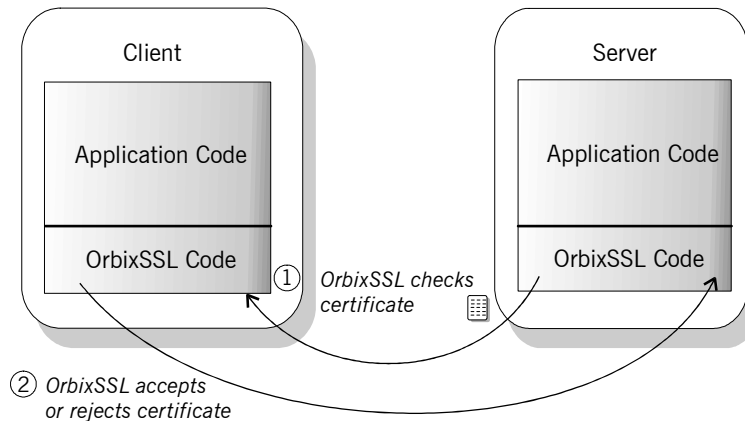 Client
Server
Application Code
Application Code
OrbixSSL Code
OrbixSSL Code
1 OrbixSSL checks
certificate
2 OrbixSSL accepts
or rejects certificate